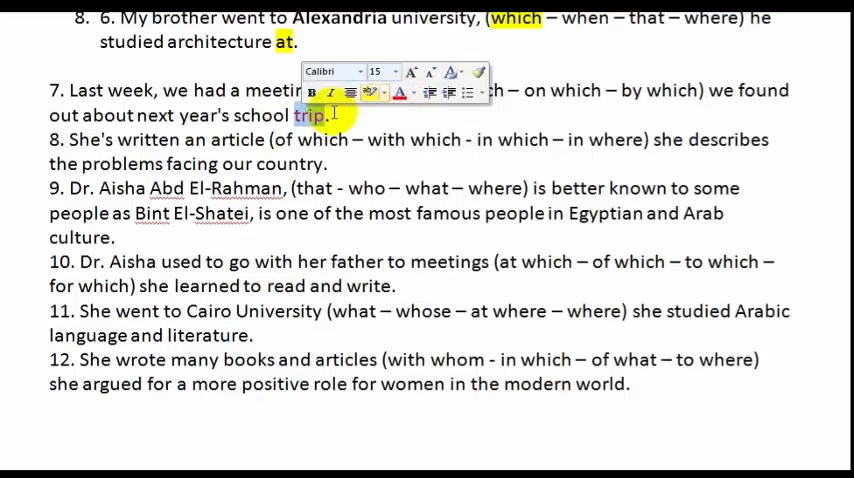 8. 6. My brother went to Alexandria university, (which – when – that – where) he
studied architecture at.
Calibri 15
7. Last week, we had a meetin ch – on which – by which) we found
B I A
out about next year's school trip.
8. She's written an article (of which – with which - in which – in where) she describes
the problems facing our country.
9. Dr. Aisha Abd El-Rahman, (that - who – what – where) is better known to some
people as Bint El-Shatei, is one of the most famous people in Egyptian and Arab
culture.
10. Dr. Aisha used to go with her father to meetings (at which – of which – to which –
for which) she learned to read and write.
11. She went to Cairo University (what – whose – at where – where) she studied Arabic
language and literature.
12. She wrote many books and articles (with whom - in which – of what – to where)
she argued for a more positive role for women in the modern world.